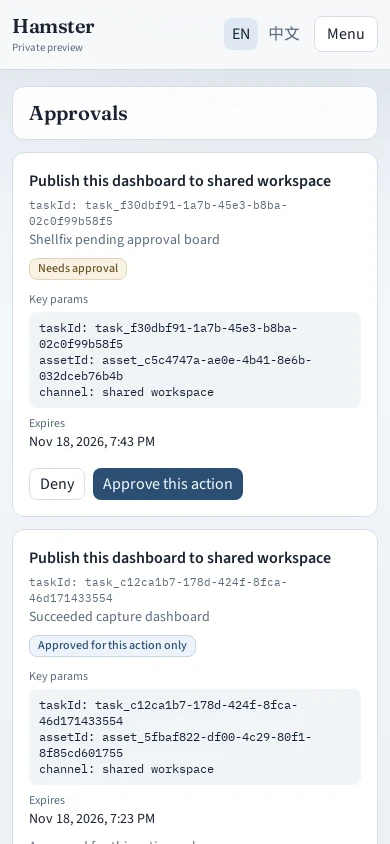 Hamster
Private preview
EN
中文
Menu
Approvals
Publish this dashboard to shared workspace
taskId: task_f30dbf91-1a7b-45e3-b8ba-
02c0f99b58f5
Shellfix pending approval board
Needs approval
Key params
taskId: task_f30dbf91-1a7b-45e3-b8ba-
02c0f99b58f5
assetId: asset_c5c4747a-ae0e-4b41-8e6b-
032dceb76b4b
channel: shared workspace
Expires
Nov 18, 2026, 7:43 PM
Deny
Approve this action
Publish this dashboard to shared workspace
taskId: task_c12ca1b7-178d-424f-8fca-
46d171433554
Succeeded capture dashboard
Approved for this action only
Key params
taskId: task_c12ca1b7-178d-424f-8fca-
46d171433554
assetId: asset_5fbaf822-df00-4c29-80f1-
8f85cd601755
channel: shared workspace
Expires
Nov 18, 2026, 7:23 PM